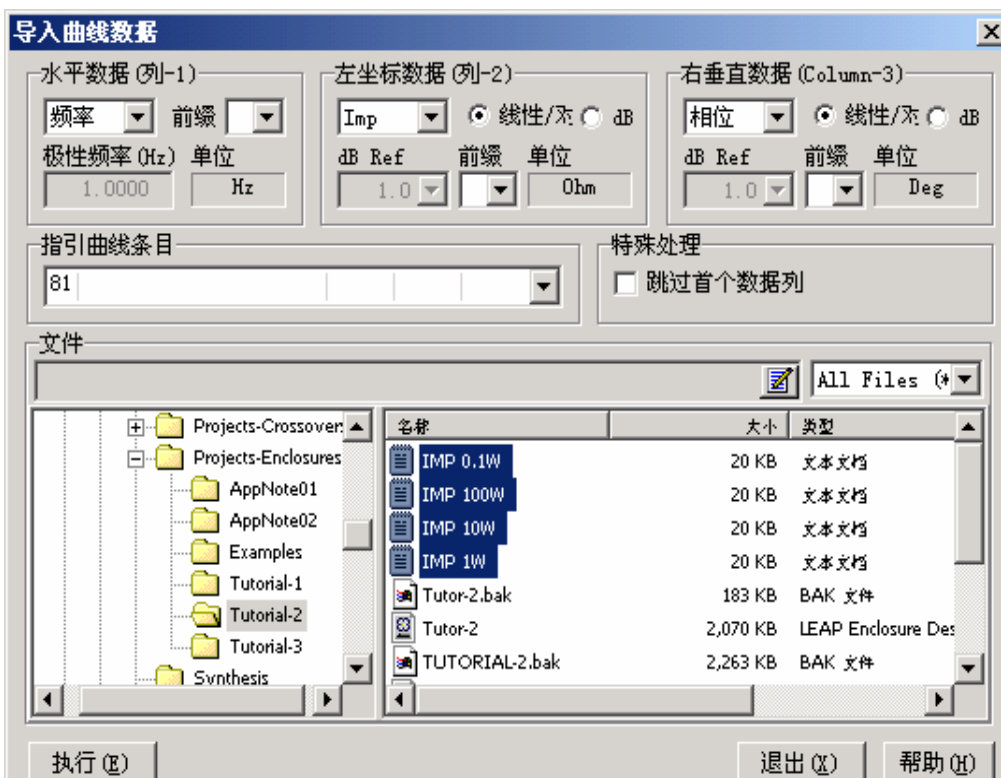 导入曲线数据
水平数据(列-1)
左坐标数据(列-2)
右垂直数据(Column-3)
频率 前缀
Imp 线性/对 dB
相位 线性/对 dB
极性频率(Hz) 单位
dB Ref 前缀 单位
dB Ref 前缀 单位
1.0000 Hz
1.0 Ohm
1.0 Deg
指引曲线条目
特殊处理
81
跳过首个数据列
文件
All Files (*
Projects-Crossover
Projects-Enclosures
AppNote01
AppNote02
Examples
Tutorial-1
Tutorial-2
Tutorial-3
Synthesis
名称 大小 类型
IMP 0.1W 20 KB 文本文档
IMP 100W 20 KB 文本文档
IMP 10W 20 KB 文本文档
IMP 1W 20 KB 文本文档
Tutor-2.bak 183 KB BAK 文件
Tutor-2 2,070 KB LEAP Enclosure Des
TUTORIAL-2.bak 2,263 KB BAK 文件
执行(E) 退出(X) 帮助(H)